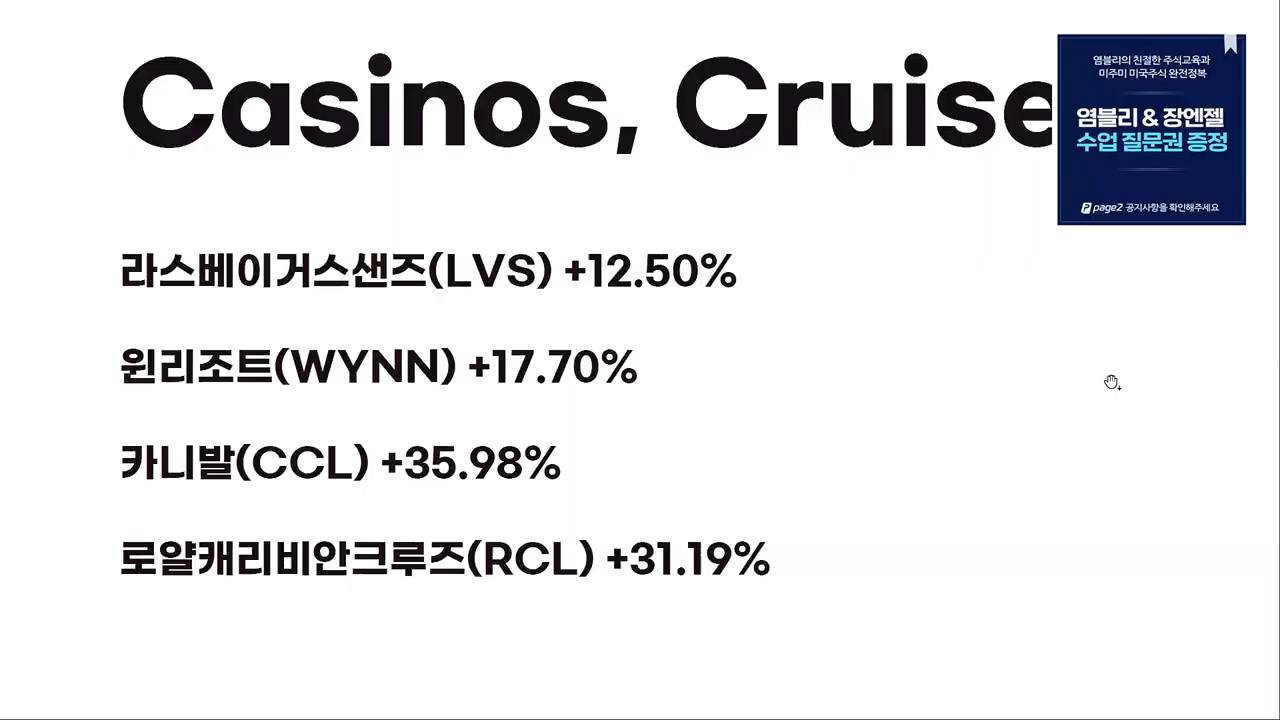 Casinos, Cruise
염블리의 친절한 주식교육과
미주미 미국주식 완전정복
염블리 & 장엔젤
수업 질문권 증정
page2 공지사항을 확인해주세요
라스베이거스샌즈(LVS) +12.50%
윈리조트(WYNN) +17.70%
카니발(CCL) +35.98%
로얄캐리비안크루즈(RCL) +31.19%